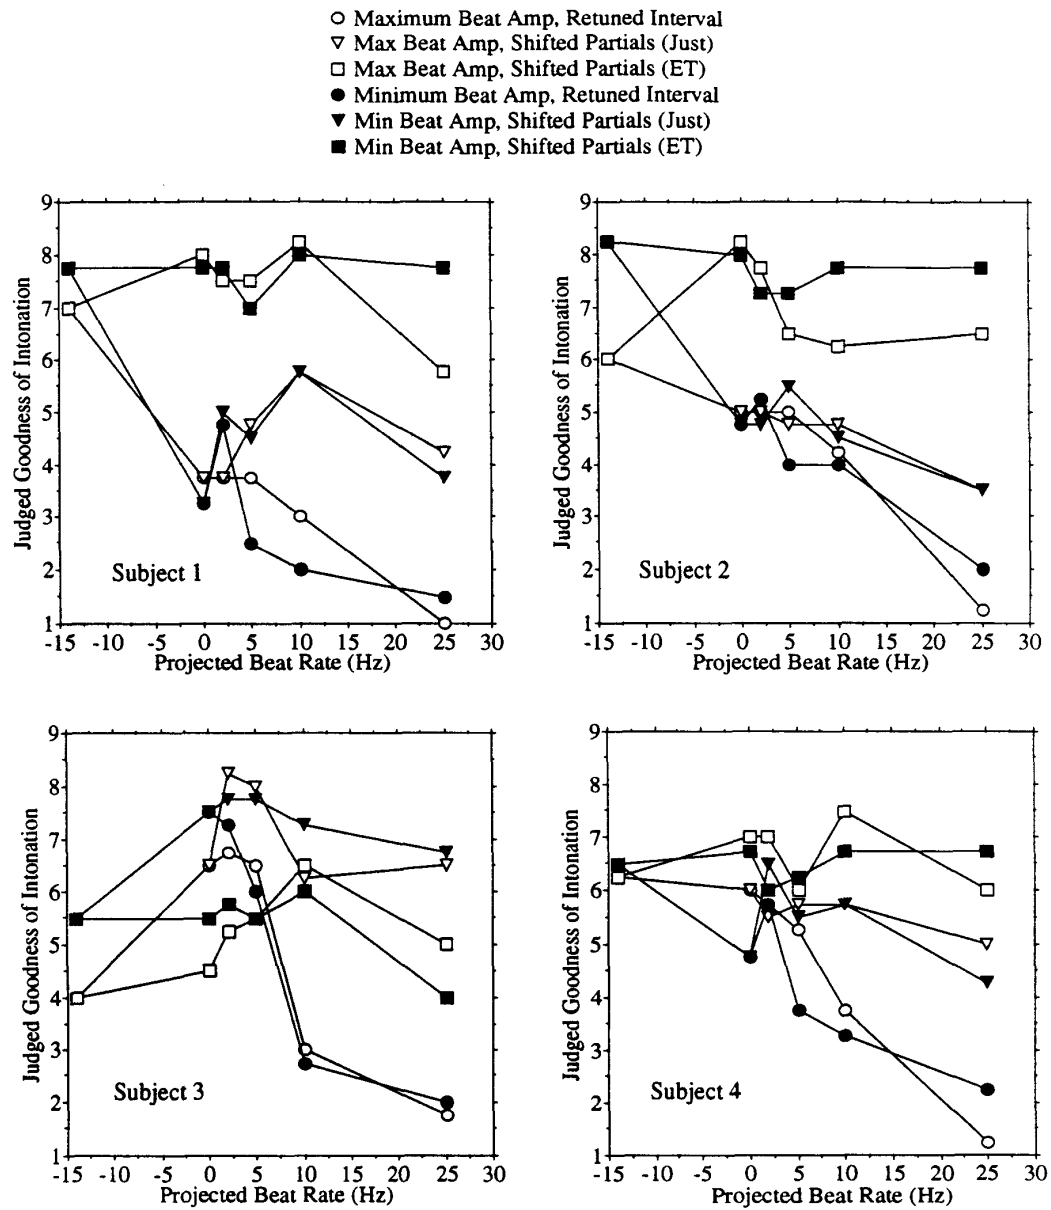 Maximum Beat Amp, Retuned Interval
Max Beat Amp, Shifted Partials (Just)
Max Beat Amp, Shifted Partials (ET)
Minimum Beat Amp, Retuned Interval
Min Beat Amp, Shifted Partials (Just)
Min Beat Amp, Shifted Partials (ET)
9
8
7
6
5
4
3
2
1
Judged Goodness of Intonation
Subject 1
-15 -10 -5 0 5 10 15 20 25 30
Projected Beat Rate (Hz)
9
8
7
6
5
4
3
2
1
Judged Goodness of Intonation
Subject 2
-15 -10 -5 0 5 10 15 20 25 30
Projected Beat Rate (Hz)
9
8
7
6
5
4
3
2
1
Judged Goodness of Intonation
Subject 3
-15 -10 -5 0 5 10 15 20 25 30
Projected Beat Rate (Hz)
9
8
7
6
5
4
3
2
1
Judged Goodness of Intonation
Subject 4
-15 -10 -5 0 5 10 15 20 25 30
Projected Beat Rate (Hz)